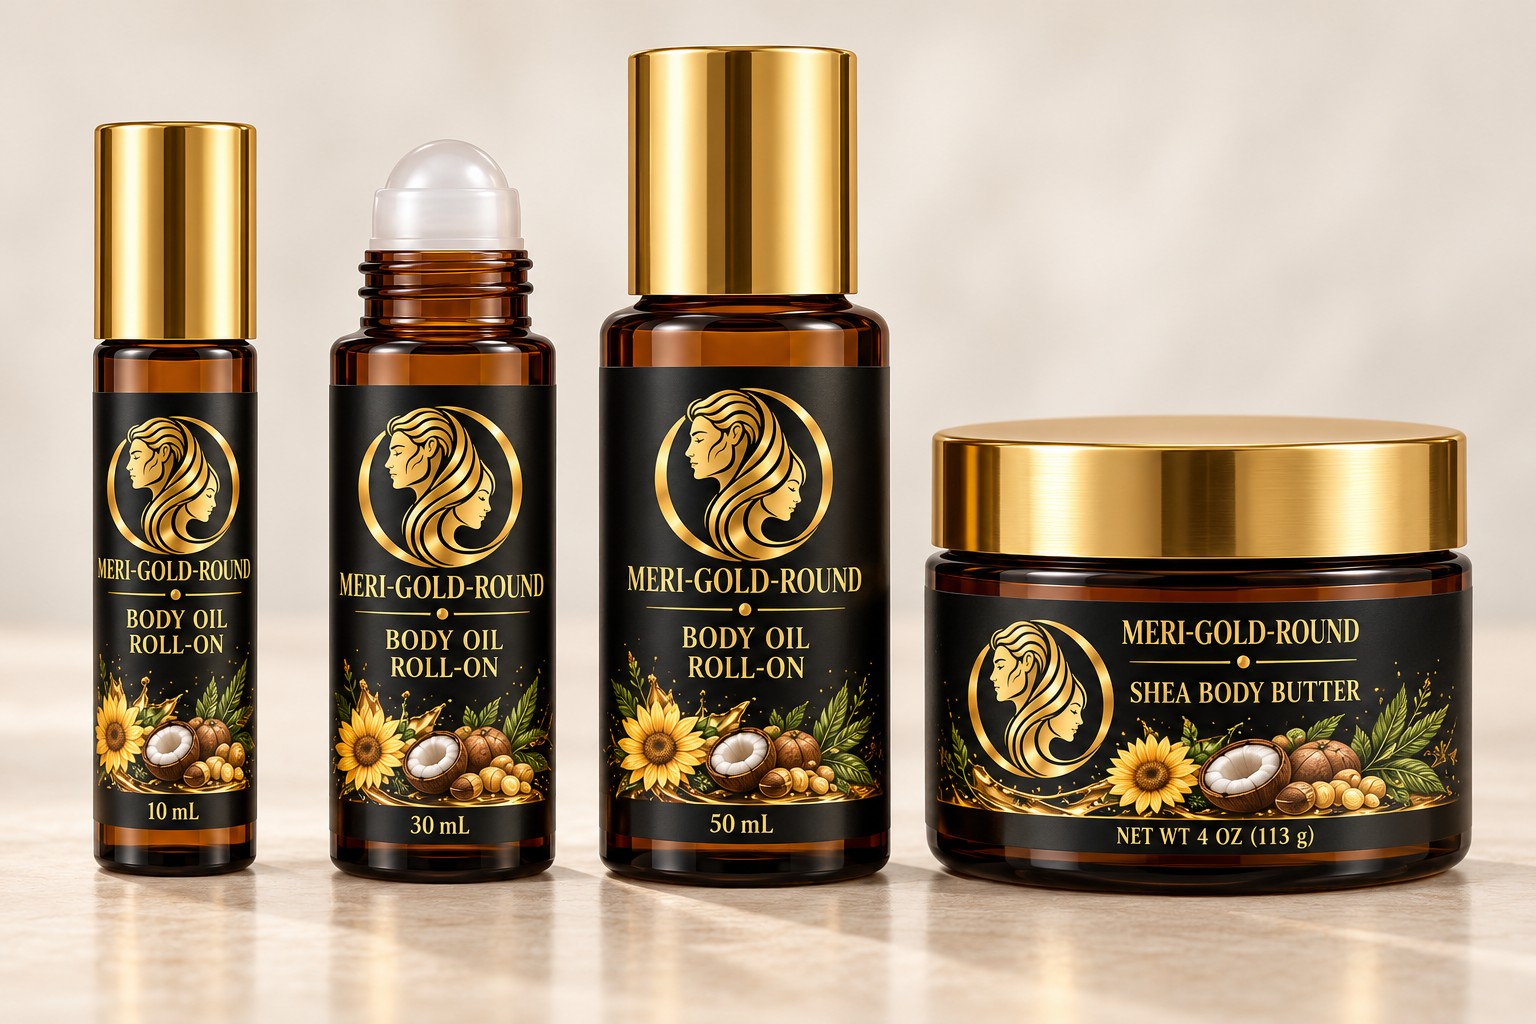 MERI-GOLD-ROUND
BODY OIL
ROLL-ON
10 mL
MERI-GOLD-ROUND
BODY OIL
ROLL-ON
30 mL
MERI-GOLD-ROUND
BODY OIL
ROLL-ON
50 mL
MERI-GOLD-ROUND
SHEA BODY BUTTER
NET WT 4 OZ (113 g)